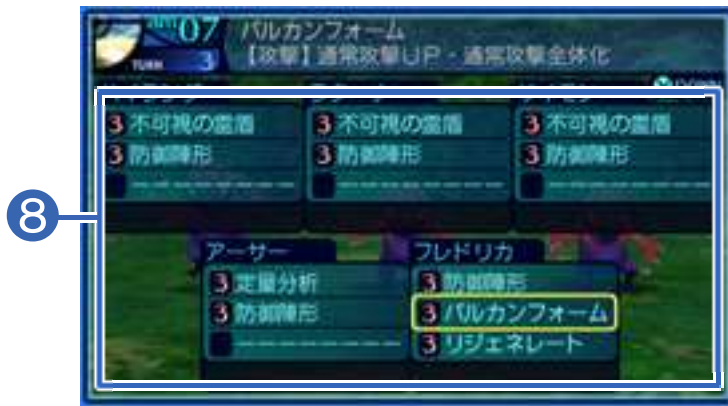 am 07 バルカンフォーム
TURN 3 【攻撃】通常攻撃UP・通常攻撃全体化
3 不可視の霊盾 3 不可視の霊盾 3 不可視の霊盾
3 防御陣形 3 防御陣形 3 防御陣形
8
アーサー フレドリカ
3 定量分析 3 防御陣形
3 防御陣形 3 バルカンフォーム
3 リジェネレート